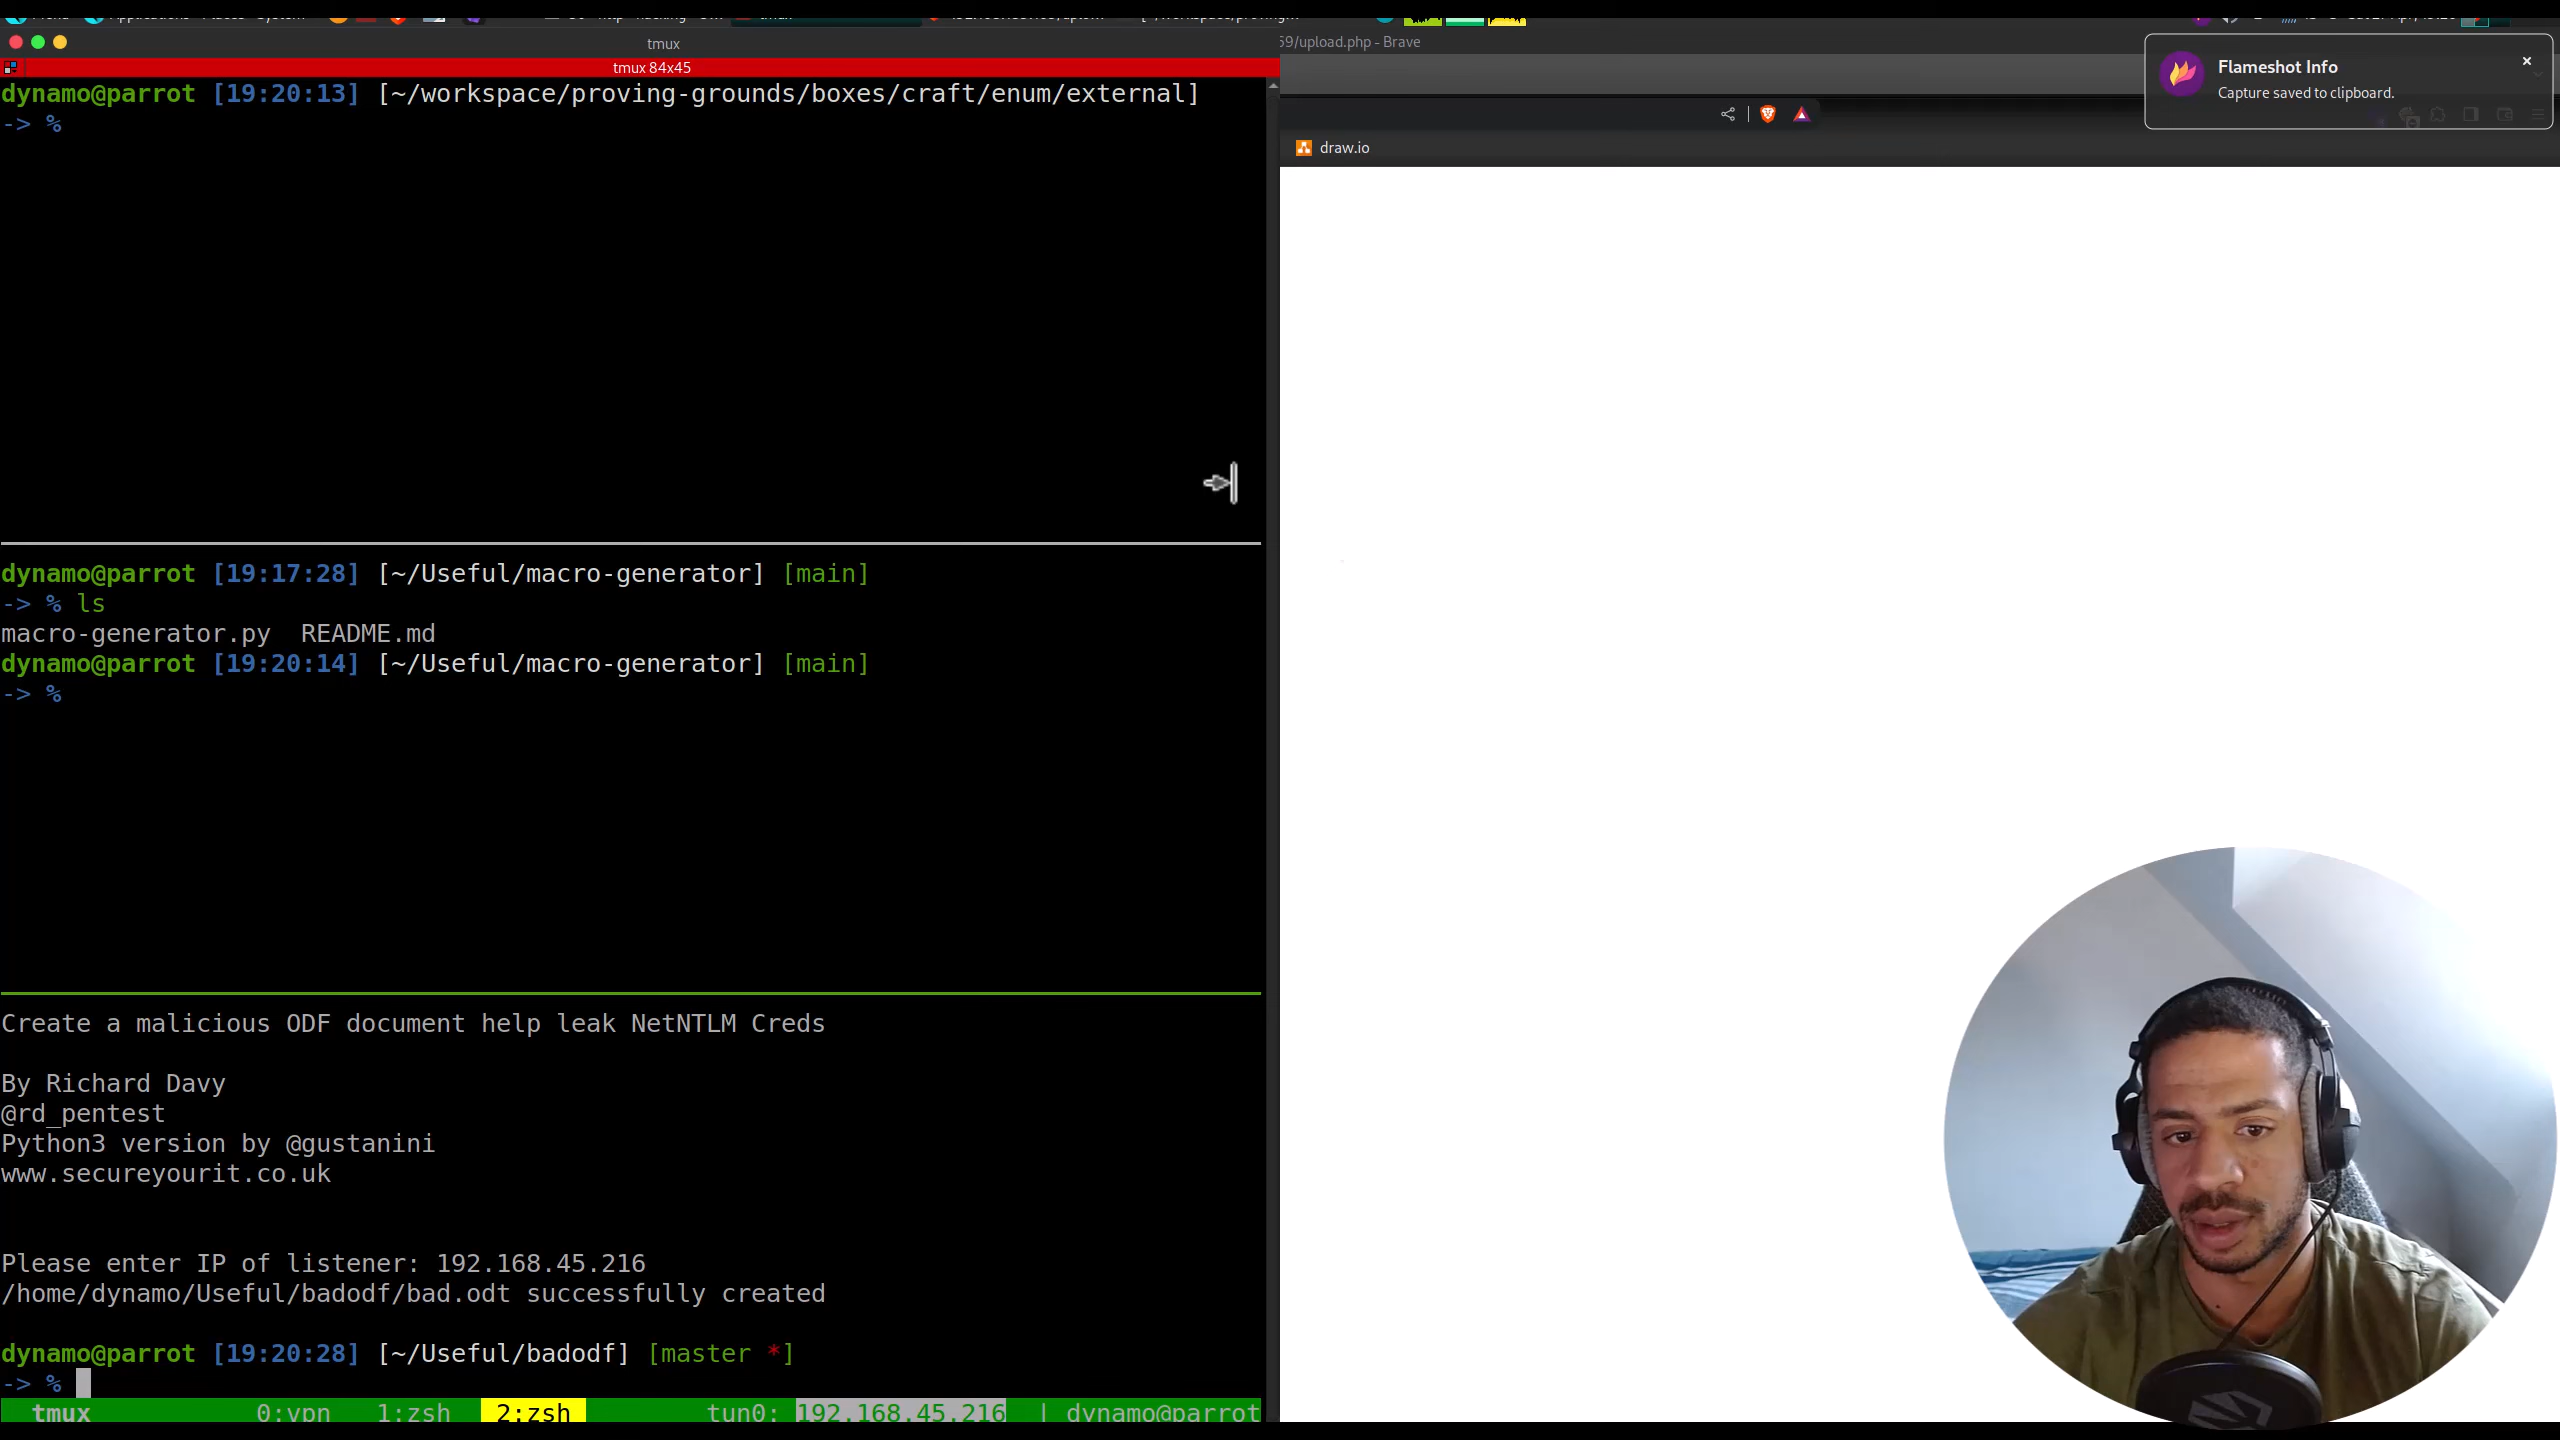 tmux
59/upload.php - Brave
tmux 84x45
Flameshot Info
Capture saved to clipboard.
draw.io
dynamo@parrot [19:20:13] [~/workspace/proving-grounds/boxes/craft/enum/external]
-> %
dynamo@parrot [19:17:28] [~/Useful/macro-generator] [main]
-> % ls
macro-generator.py  README.md
dynamo@parrot [19:20:14] [~/Useful/macro-generator] [main]
-> %
Create a malicious ODF document help leak NetNTLM Creds
By Richard Davy
@rd_pentest
Python3 version by @gustanini
www.secureyourit.co.uk
Please enter IP of listener: 192.168.45.216
/home/dynamo/Useful/badodf/bad.odt successfully created
dynamo@parrot [19:20:28] [~/Useful/badodf] [master *]
-> %
tmux 0:vpn 1:zsh 2:zsh tun0: 192.168.45.216 | dynamo@parrot